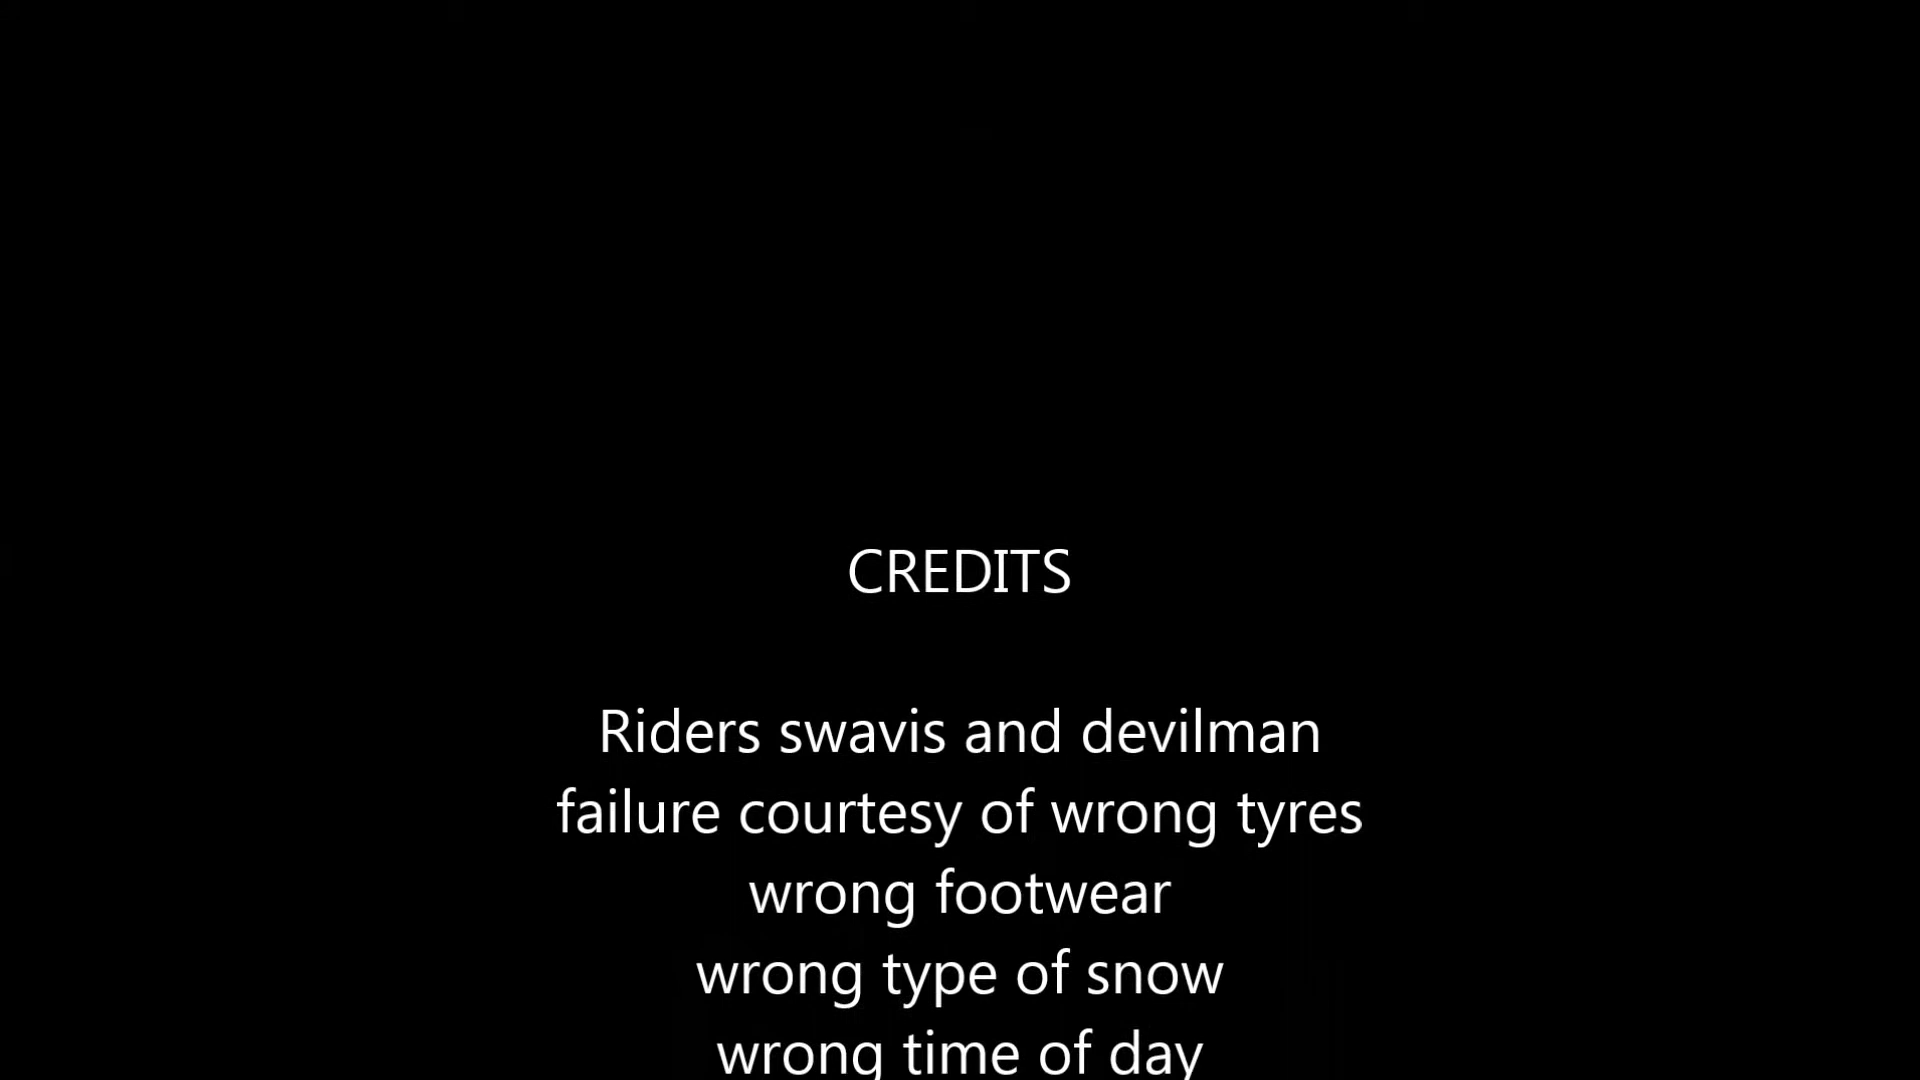 CREDITS
Riders swavis and devilman
failure courtesy of wrong tyres
wrong footwear
wrong type of snow
wrong time of day